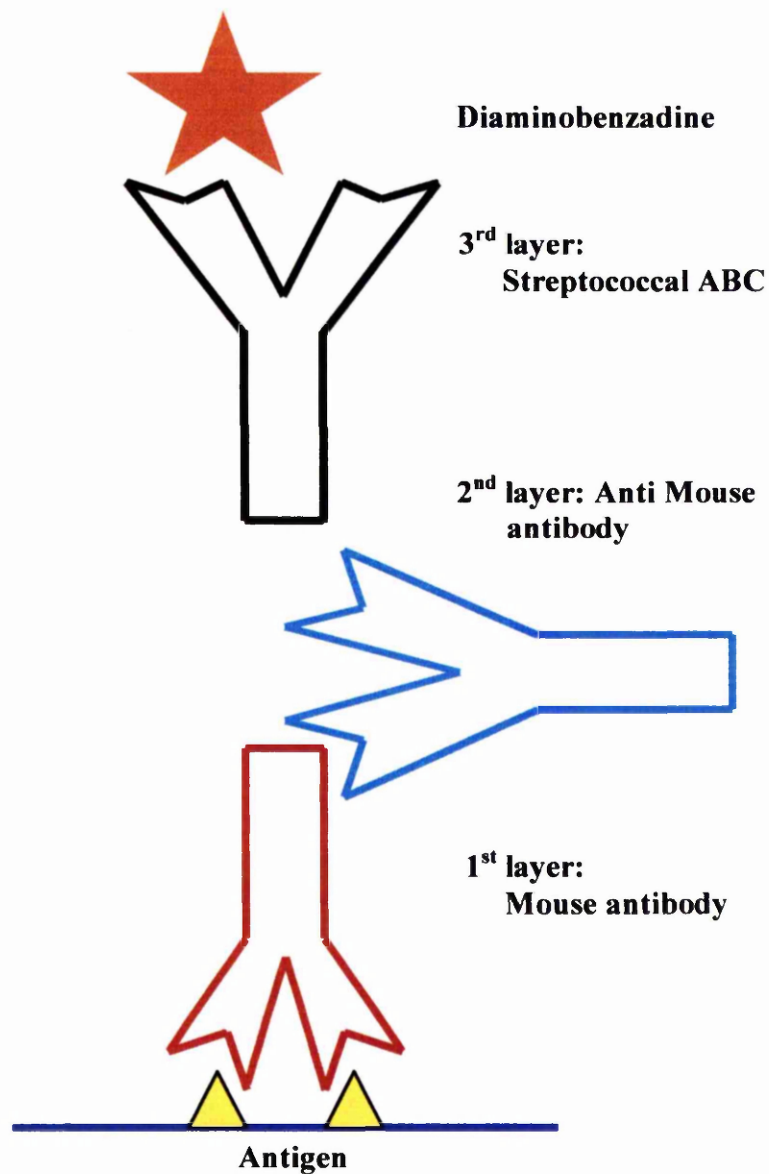 Diaminobenzadine
3rd layer:
Streptococcal ABC
2nd layer: Anti Mouse
antibody
1st layer:
Mouse antibody
Antigen